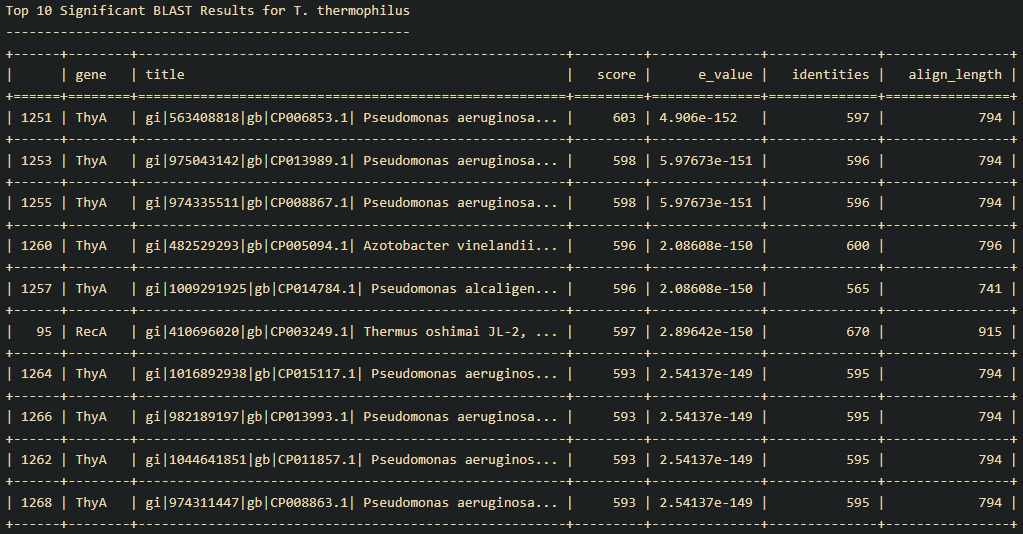 Top 10 Significant BLAST Results for T. thermophilus
----------------------------------------------------
+------+--------+-------------------------------------------------------+---------+--------------+--------------+----------------+
|      | gene   | title                                                 |   score |      e_value |   identities |   align_length |
+======+========+=======================================================+=========+==============+==============+================+
| 1251 | ThyA   | gi|563408818|gb|CP006853.1| Pseudomonas aeruginosa... |     603 | 4.906e-152   |          597 |            794 |
+------+--------+-------------------------------------------------------+---------+--------------+--------------+----------------+
| 1253 | ThyA   | gi|975043142|gb|CP013989.1| Pseudomonas aeruginosa... |     598 | 5.97673e-151 |          596 |            794 |
+------+--------+-------------------------------------------------------+---------+--------------+--------------+----------------+
| 1255 | ThyA   | gi|974335511|gb|CP008867.1| Pseudomonas aeruginosa... |     598 | 5.97673e-151 |          596 |            794 |
+------+--------+-------------------------------------------------------+---------+--------------+--------------+----------------+
| 1260 | ThyA   | gi|482529293|gb|CP005094.1| Azotobacter vinelandii... |     596 | 2.08608e-150 |          600 |            796 |
+------+--------+-------------------------------------------------------+---------+--------------+--------------+----------------+
| 1257 | ThyA   | gi|1009291925|gb|CP014784.1| Pseudomonas alcaligen... |     596 | 2.08608e-150 |          565 |            741 |
+------+--------+-------------------------------------------------------+---------+--------------+--------------+----------------+
|   95 | RecA   | gi|410696020|gb|CP003249.1| Thermus oshimai JL-2, ... |     597 | 2.89642e-150 |          670 |            915 |
+------+--------+-------------------------------------------------------+---------+--------------+--------------+----------------+
| 1264 | ThyA   | gi|1016892938|gb|CP015117.1| Pseudomonas aeruginos... |     593 | 2.54137e-149 |          595 |            794 |
+------+--------+-------------------------------------------------------+---------+--------------+--------------+----------------+
| 1266 | ThyA   | gi|982189197|gb|CP013993.1| Pseudomonas aeruginosa... |     593 | 2.54137e-149 |          595 |            794 |
+------+--------+-------------------------------------------------------+---------+--------------+--------------+----------------+
| 1262 | ThyA   | gi|1044641851|gb|CP011857.1| Pseudomonas aeruginos... |     593 | 2.54137e-149 |          595 |            794 |
+------+--------+-------------------------------------------------------+---------+--------------+--------------+----------------+
| 1268 | ThyA   | gi|974311447|gb|CP008863.1| Pseudomonas aeruginosa... |     593 | 2.54137e-149 |          595 |            794 |
+------+--------+-------------------------------------------------------+---------+--------------+--------------+----------------+